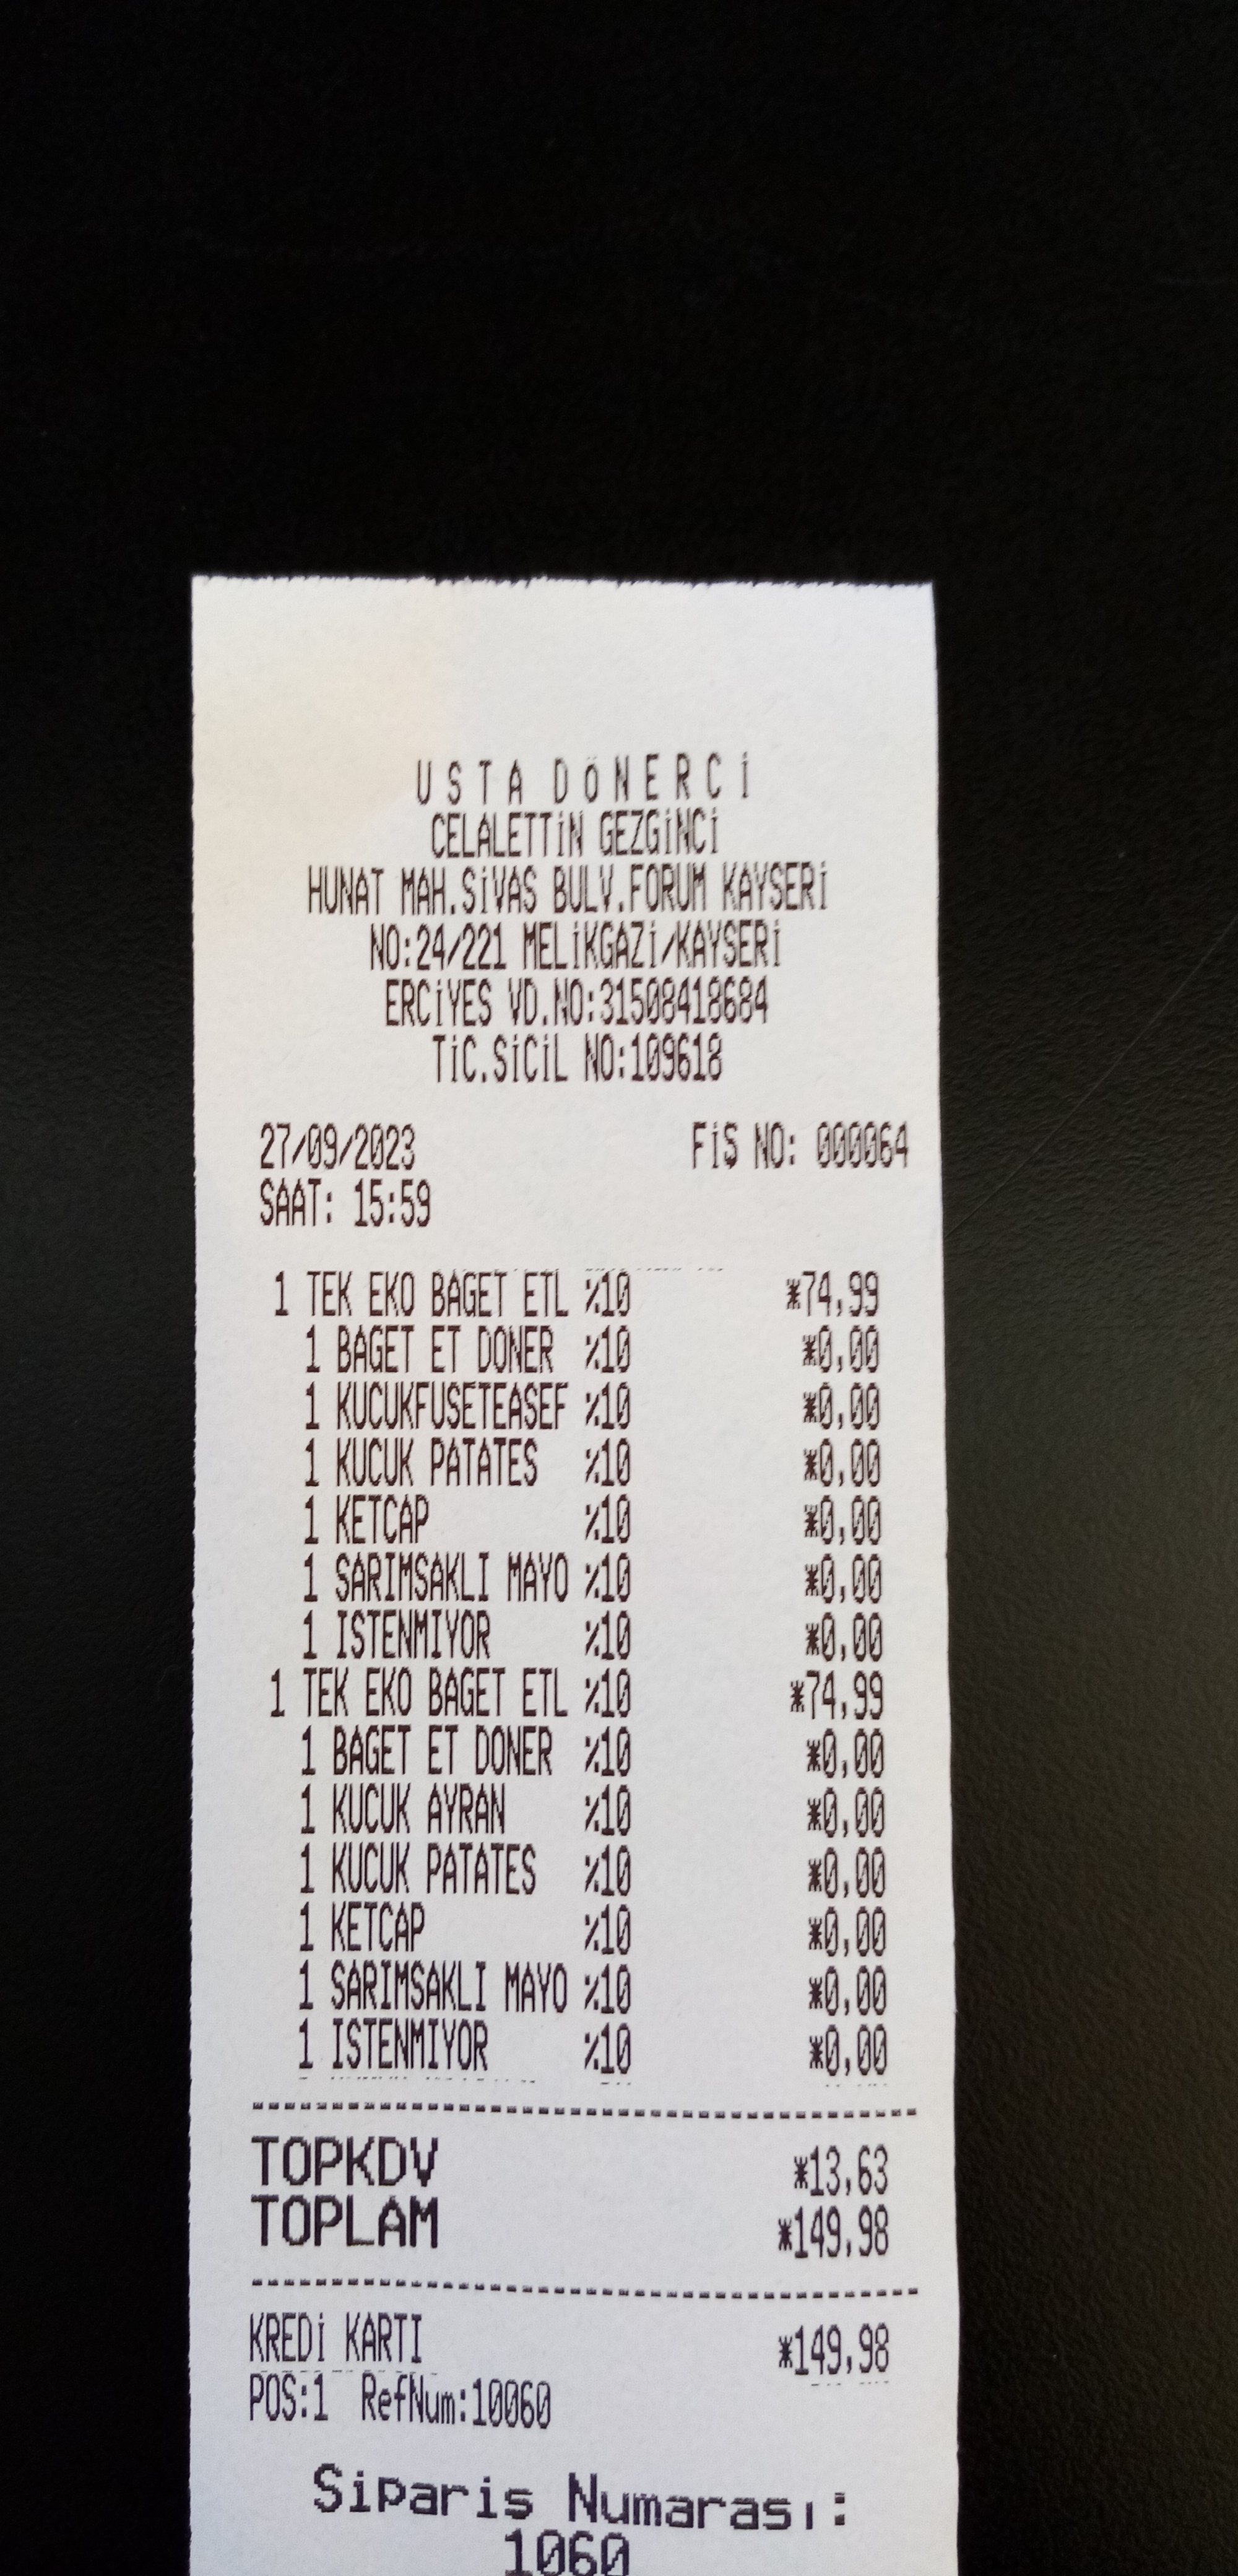 USTA DÖNERCİ
CELALETTİN GEZGİNCİ
HUNAT MAH.SİVAS BULV.FORUM KAYSERİ
NO:24/221 MELİKGAZİ/KAYSERİ
ERCİYES VD.NO:31508418684
TİC.SİCİL NO:109618
27/09/2023 FİŞ NO: 000064
SAAT: 15:59
1 TEK EKO BAGET ETL %10 *74,99
1 BAGET ET DONER %10 *0,00
1 KUCUKFUSETEASEF %10 *0,00
1 KUCUK PATATES %10 *0,00
1 KETCAP %10 *0,00
1 SARIMSAKLI MAYO %10 *0,00
1 ISTENMIYOR %10 *0,00
1 TEK EKO BAGET ETL %10 *74,99
1 BAGET ET DONER %10 *0,00
1 KUCUK AYRAN %10 *0,00
1 KUCUK PATATES %10 *0,00
1 KETCAP %10 *0,00
1 SARIMSAKLI MAYO %10 *0,00
1 ISTENMIYOR %10 *0,00
TOPKDV *13,63
TOPLAM *149,98
KREDİ KARTI *149,98
POS:1 RefNum:10060
Siparis Numarası:
1060